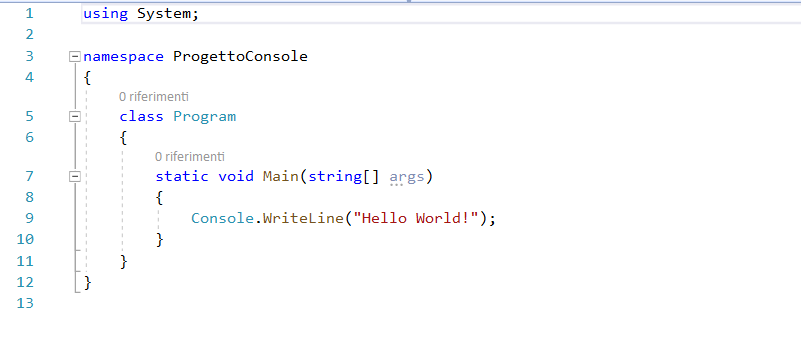 1 using System;
2
3 namespace ProgettoConsole
4 {
0 riferimenti
5 class Program
6 {
0 riferimenti
7 static void Main(string[] args)
8 {
9 Console.WriteLine("Hello World!");
10 }
11 }
12 }
13